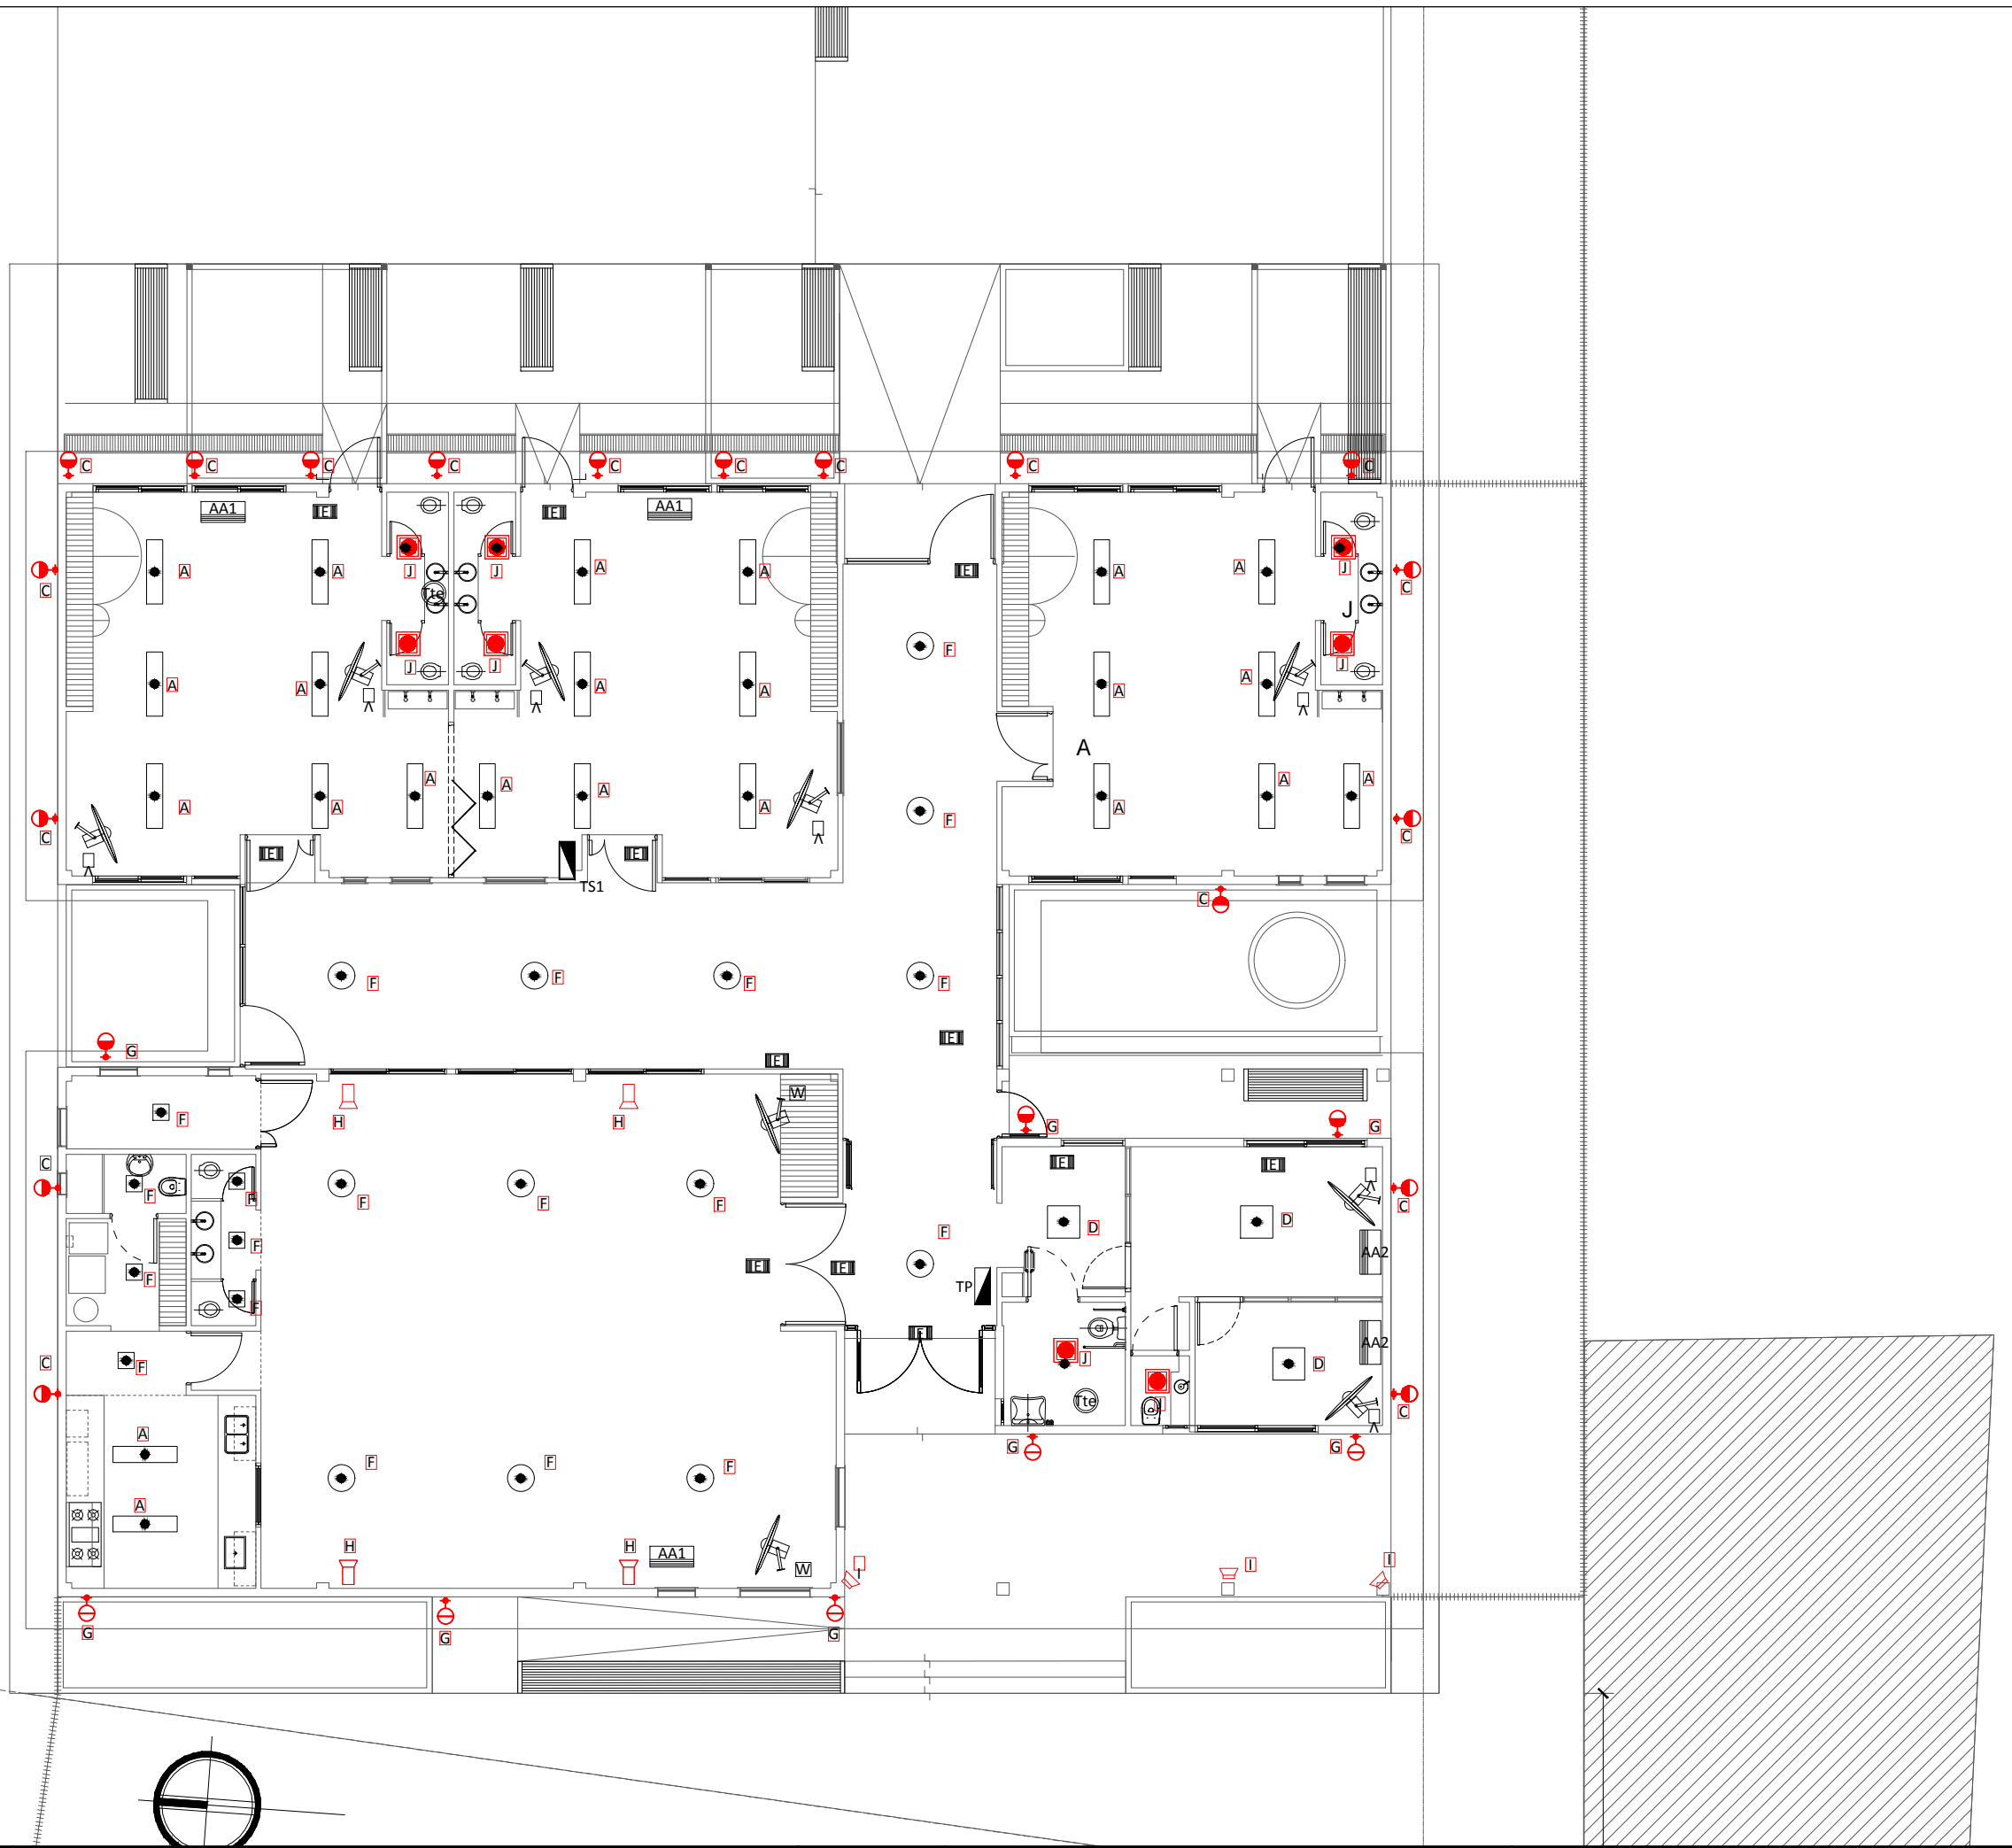 C C C C C C C C C
AA1 E E AA1
E
C A A A A A A C
J J J
Tte J
J J J
A A A A A A
A
A A A A A A A A A
C C
E E
TS1
C
F
F
F F F F
E
G E
W
H H
F G G
C E E
F F F F F F C
F F D D
E E AA2
F F TP
E AA2
C F J D
Tte J C
A G G
F F F
A
H H AA1 W I I I
G G G